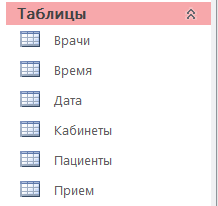 Таблицы
Врачи
Время
Дата
Кабинеты
Пациенты
Прием